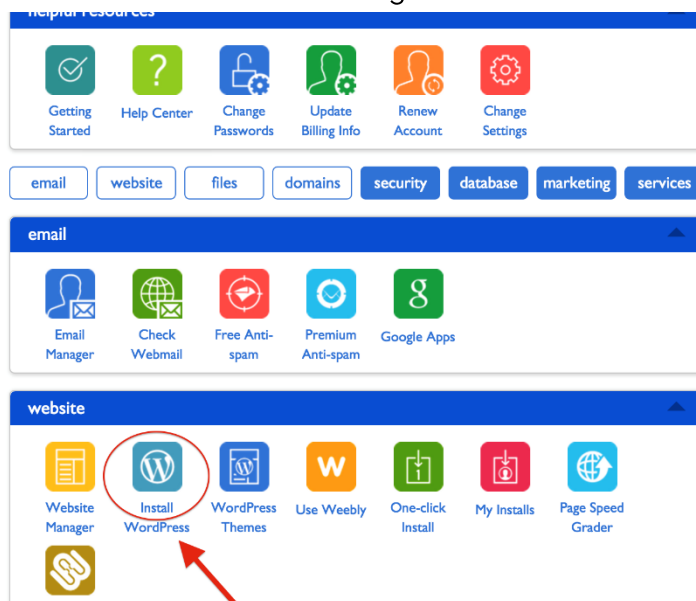 helpful resources
Getting Started
Help Center
Change Passwords
Update Billing Info
Renew Account
Change Settings
email website files domains security database marketing services
email
Email Manager
Check Webmail
Free Anti-spam
Premium Anti-spam
Google Apps
website
Website Manager
Install WordPress
WordPress Themes
Use Weebly
One-click Install
My Installs
Page Speed Grader